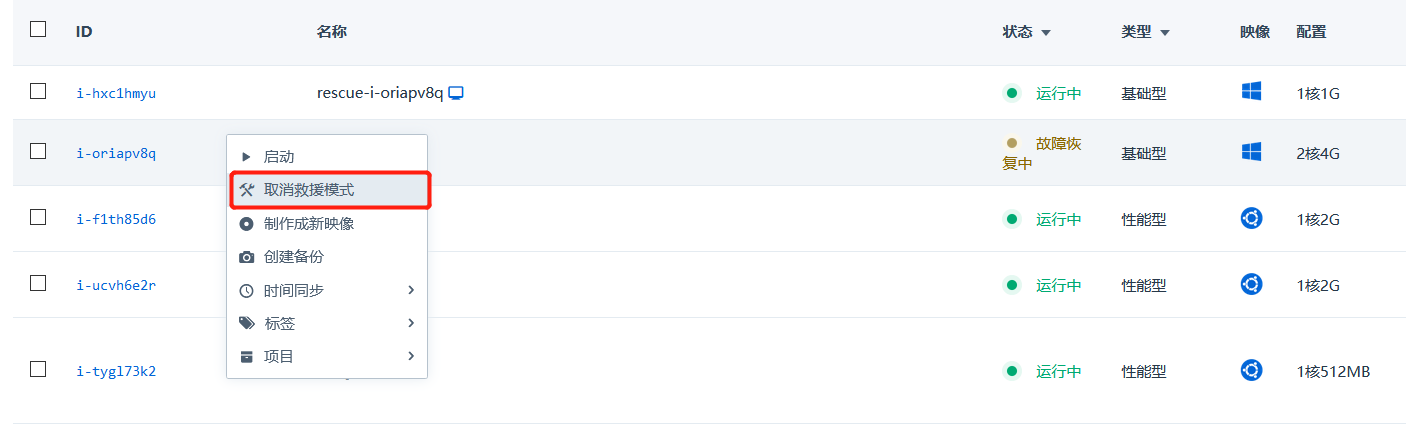 ID 名称 状态 类型 映像 配置
i-hxc1hmyu rescue-i-oriapv8q 运行中 基础型 1核1G
i-oriapv8q 故障恢 基础型 2核4G
复中
启动
取消救援模式
i-f1th85d6 运行中 性能型 1核2G
制作成新映像
创建备份
i-ucvh6e2r 运行中 性能型 1核2G
时间同步
标签
项目
i-tygl73k2 运行中 性能型 1核512MB